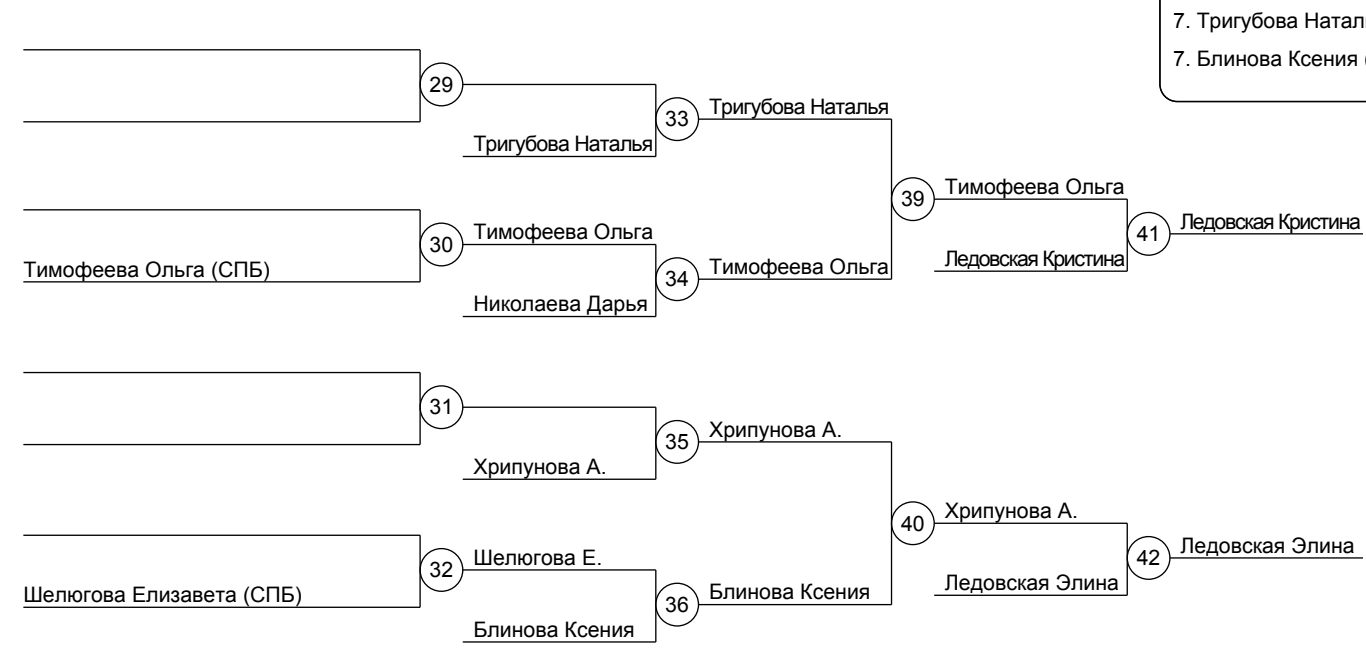 7. Тригубова
7. Блинова Ксения
29
33
Тригубова Наталья
Тригубова Наталья
39
Тимофеева Ольга
41
Ледовская Кристина
30
Тимофеева Ольга
Тимофеева Ольга (СПБ)
34
Тимофеева Ольга
Ледовская Кристина
Николаева Дарья
31
35
Хрипунова А.
Хрипунова А.
40
Хрипунова А.
42
Ледовская Элина
32
Шелюгова Е.
Шелюгова Елизавета (СПБ)
36
Блинова Ксения
Ледовская Элина
Блинова Ксения